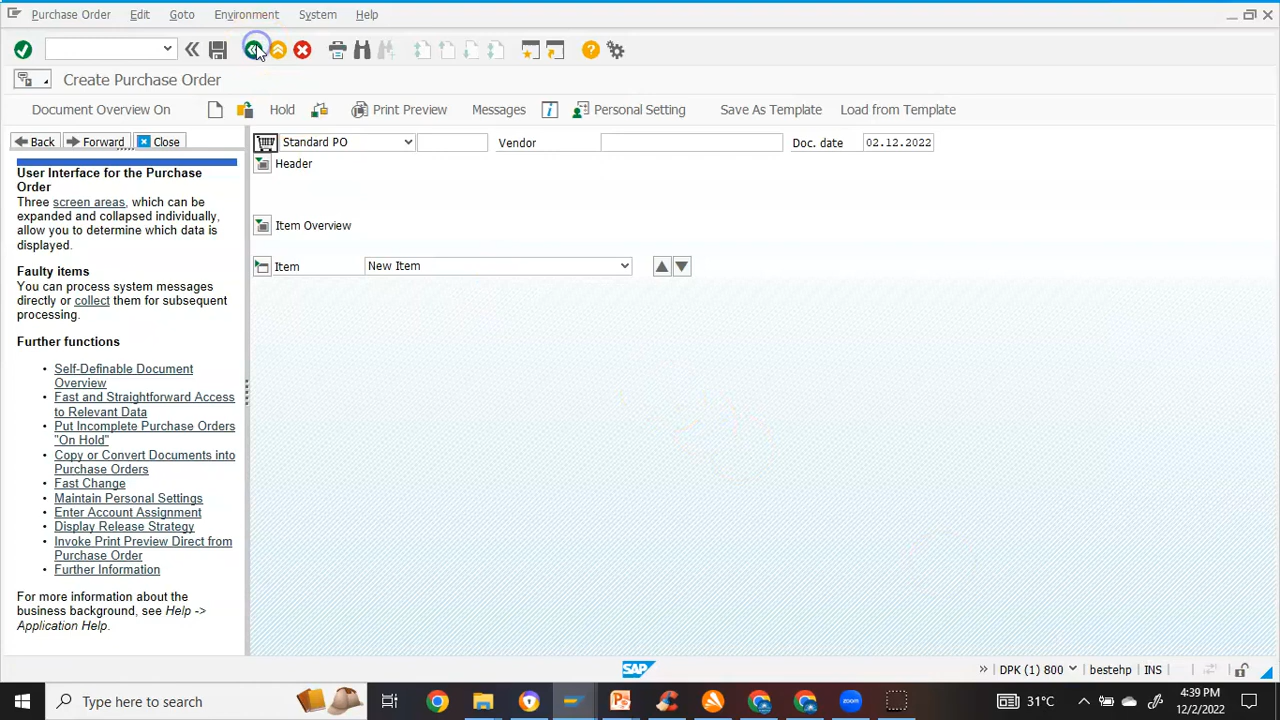 Purchase Order Edit Goto Environment System Help
Create Purchase Order
Document Overview On Hold Print Preview Messages Personal Setting Save As Template Load from Template
Back Forward Close
Standard PO Vendor Doc. date 02.12.2022
Header
User Interface for the Purchase
Order
Three screen areas, which can be
expanded and collapsed individually,
allow you to determine which data is
displayed.
Item Overview
Item New Item
Faulty items
You can process system messages
directly or collect them for subsequent
processing.
Further functions
• Self-Definable Document
Overview
• Fast and Straightforward Access
to Relevant Data
• Put Incomplete Purchase Orders
"On Hold"
• Copy or Convert Documents into
Purchase Orders
• Fast Change
• Maintain Personal Settings
• Enter Account Assignment
• Display Release Strategy
• Invoke Print Preview Direct from
Purchase Order
• Further Information
For more information about the
business background, see Help ->
Application Help.
SAP
DPK (1) 800 bestehp INS
Type here to search
zoom
31°C
4:39 PM
12/2/2022